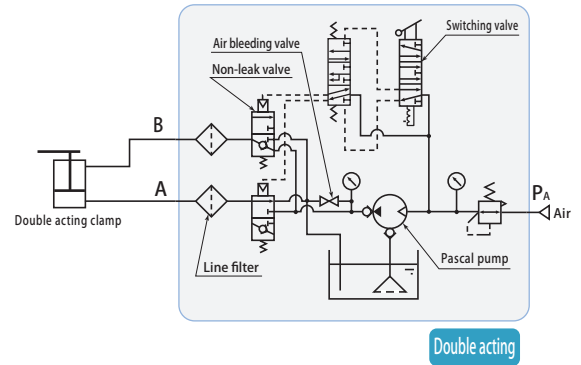 Switching valve
Air bleeding valve
Non-leak valve
B
A
PA
Air
Double acting clamp
Line filter
Pascal pump
Double acting